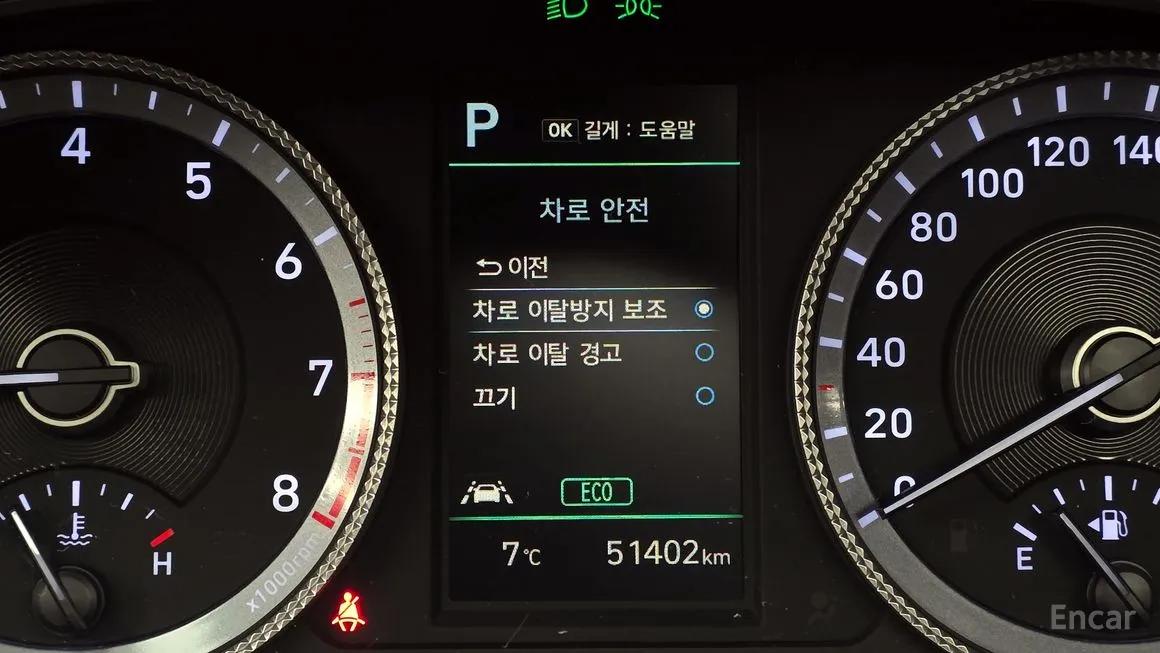 P
OK 길게 : 도움말
차로 안전
이전
차로 이탈방지 보조
차로 이탈 경고
끄기
ECO
7℃
51402km
4
5
6
7
8
x1000rpm
H
0
20
40
60
80
100
120
140
E
Encar